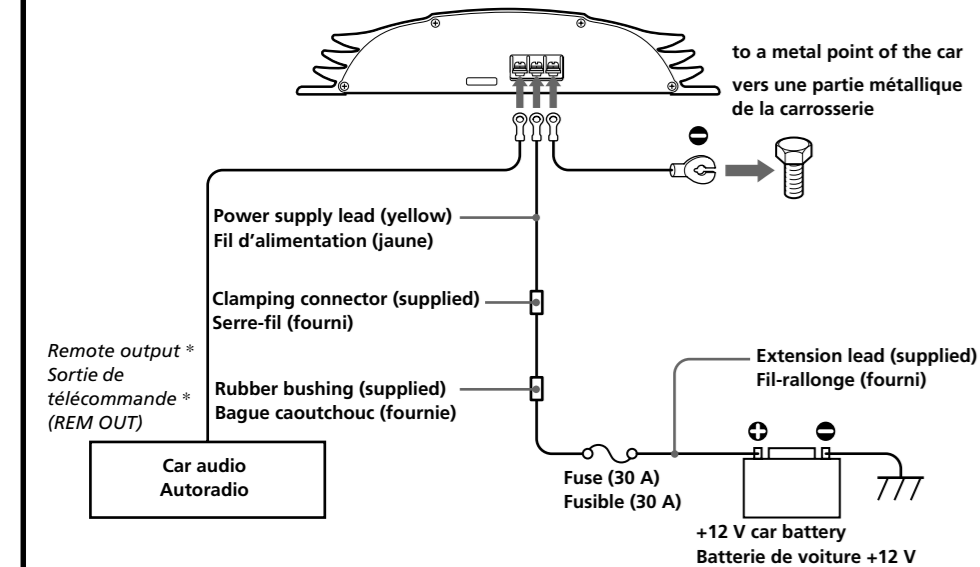 to a metal point of the car
vers une partie métallique
de la carrosserie
Power supply lead (yellow)
Fil d’alimentation (jaune)
Clamping connector (supplied)
Serre-fil (fourni)
Remote output *
Sortie de
télécommande *
(REM OUT)
Rubber bushing (supplied)
Bague caoutchouc (fournie)
Extension lead (supplied)
Fil-rallonge (fourni)
Car audio
Autoradio
Fuse (30 A)
Fusible (30 A)
+12 V car battery
Batterie de voiture +12 V